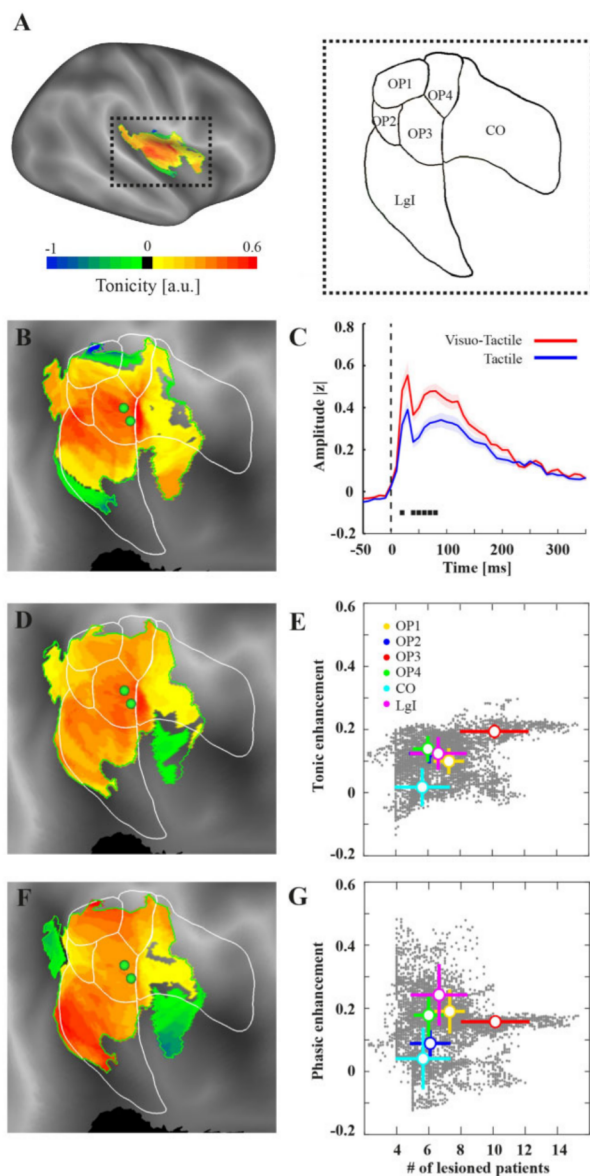 A
OP1
OP4
OP2
OP3
CO
LgI
-1
0
0.6
Tonicity [a.u.]
B
C
0.8
0.6
0.4
0.2
0
-0.2
Amplitude |z|
Visuo-Tactile
Tactile
-50
0
100
200
300
Time [ms]
D
E
0.6
0.4
0.2
0
-0.2
Tonic enhancement
OP1
OP2
OP3
OP4
CO
LgI
F
G
0.6
0.4
0.2
0
-0.2
Phasic enhancement
4
6
8
10
12
14
# of lesioned patients